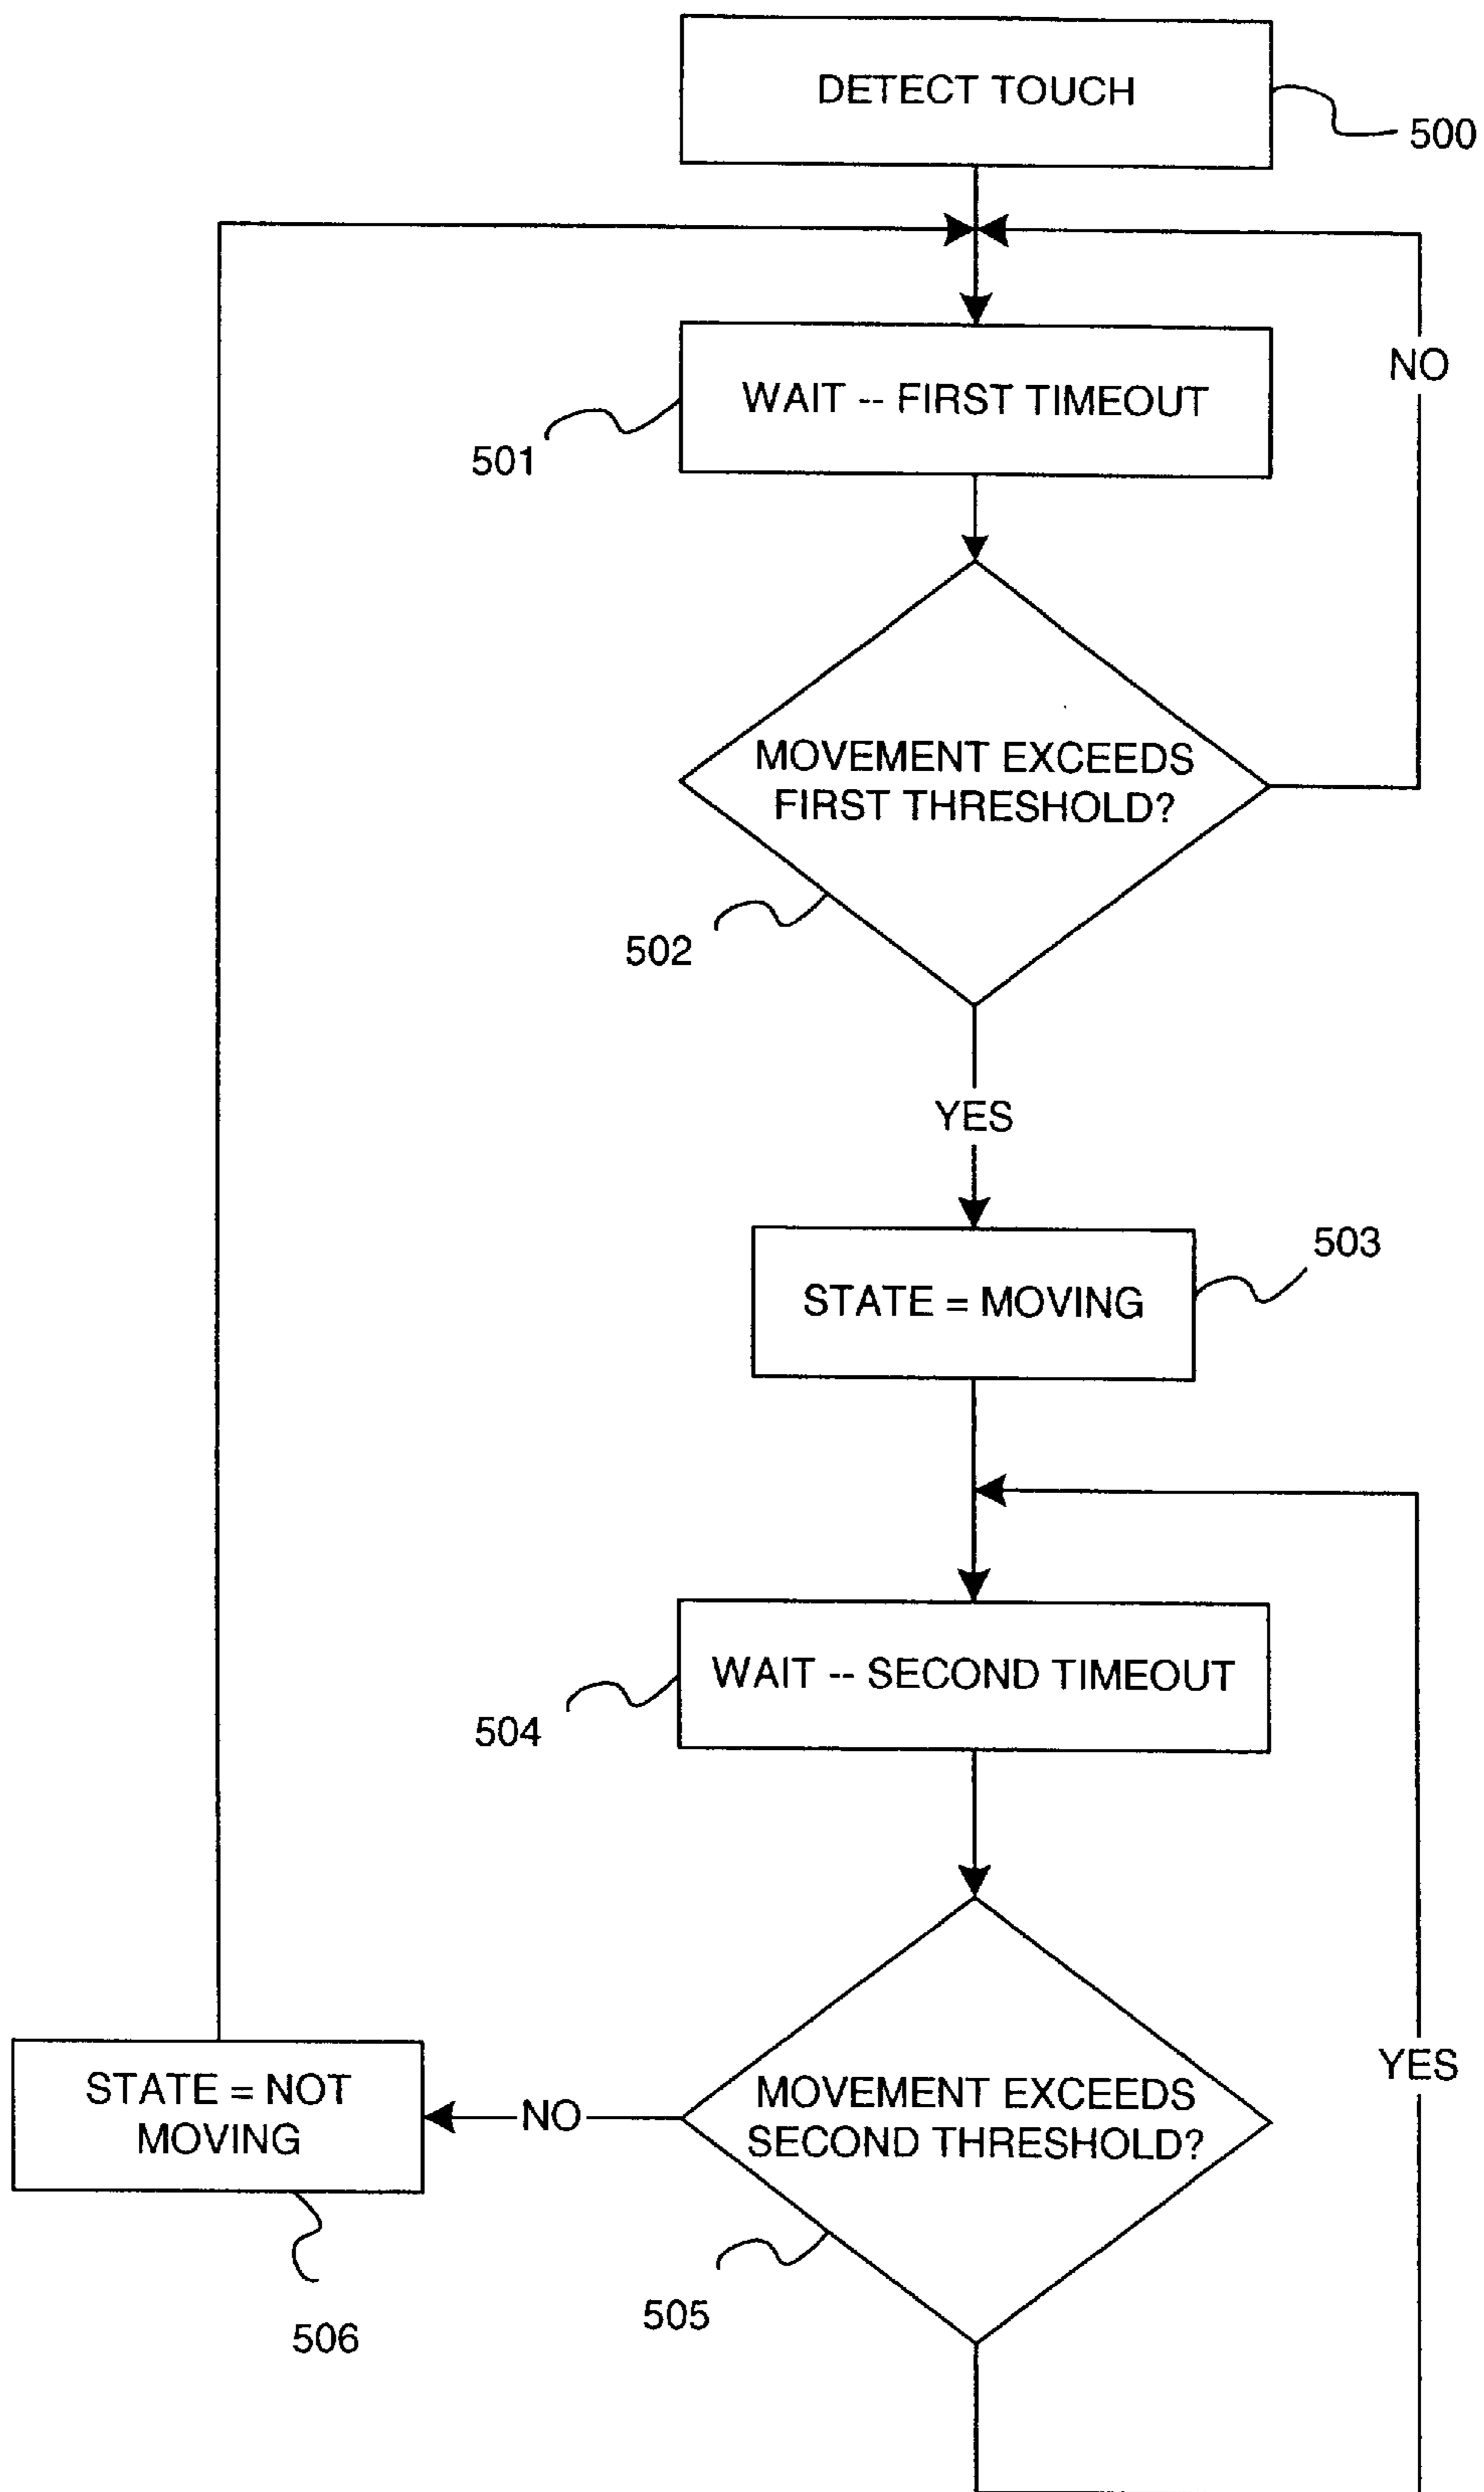 DETECT TOUCH
500
WAIT -- FIRST TIMEOUT
NO
501
MOVEMENT EXCEEDS
FIRST THRESHOLD?
502
YES
503
STATE = MOVING
WAIT -- SECOND TIMEOUT
504
STATE = NOT
MOVING
NO
MOVEMENT EXCEEDS
SECOND THRESHOLD?
YES
505
506